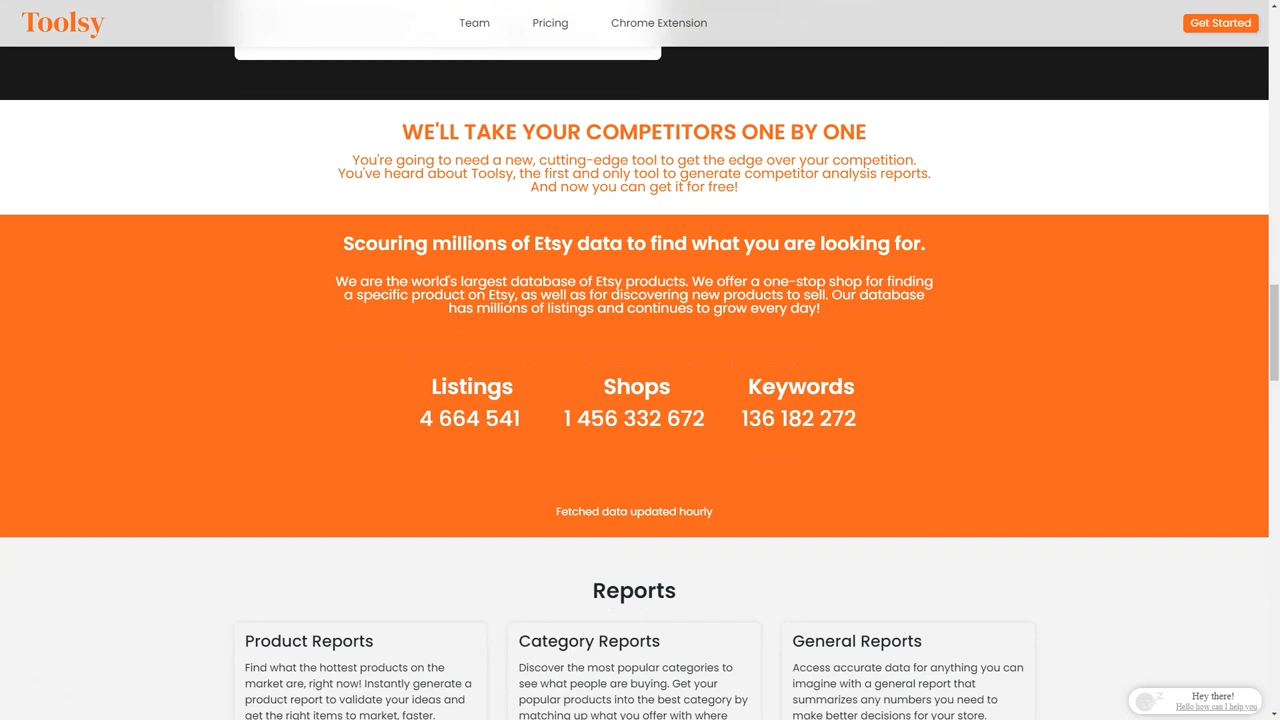 Toolsy
Team
Pricing
Chrome Extension
Get Started
WE'LL TAKE YOUR COMPETITORS ONE BY ONE
You're going to need a new, cutting-edge tool to get the edge over your competition.
You've heard about Toolsy, the first and only tool to generate competitor analysis reports.
And now you can get it for free!
Scouring millions of Etsy data to find what you are looking for.
We are the world's largest database of Etsy products. We offer a one-stop shop for finding
a specific product on Etsy, as well as for discovering new products to sell. Our database
has millions of listings and continues to grow every day!
Listings
4 664 541
Shops
1 456 332 672
Keywords
136 182 272
Fetched data updated hourly
Reports
Product Reports
Find what the hottest products on the
market are, right now! Instantly generate a
product report to validate your ideas and
get the right items to market, faster.
Category Reports
Discover the most popular categories to
see what people are buying. Get your
popular products into the best category by
matching up what you offer with where
General Reports
Access accurate data for anything you can
imagine with a general report that
summarizes any numbers you need to
make better decisions for your store.
Hey there!
Hello how can I help you